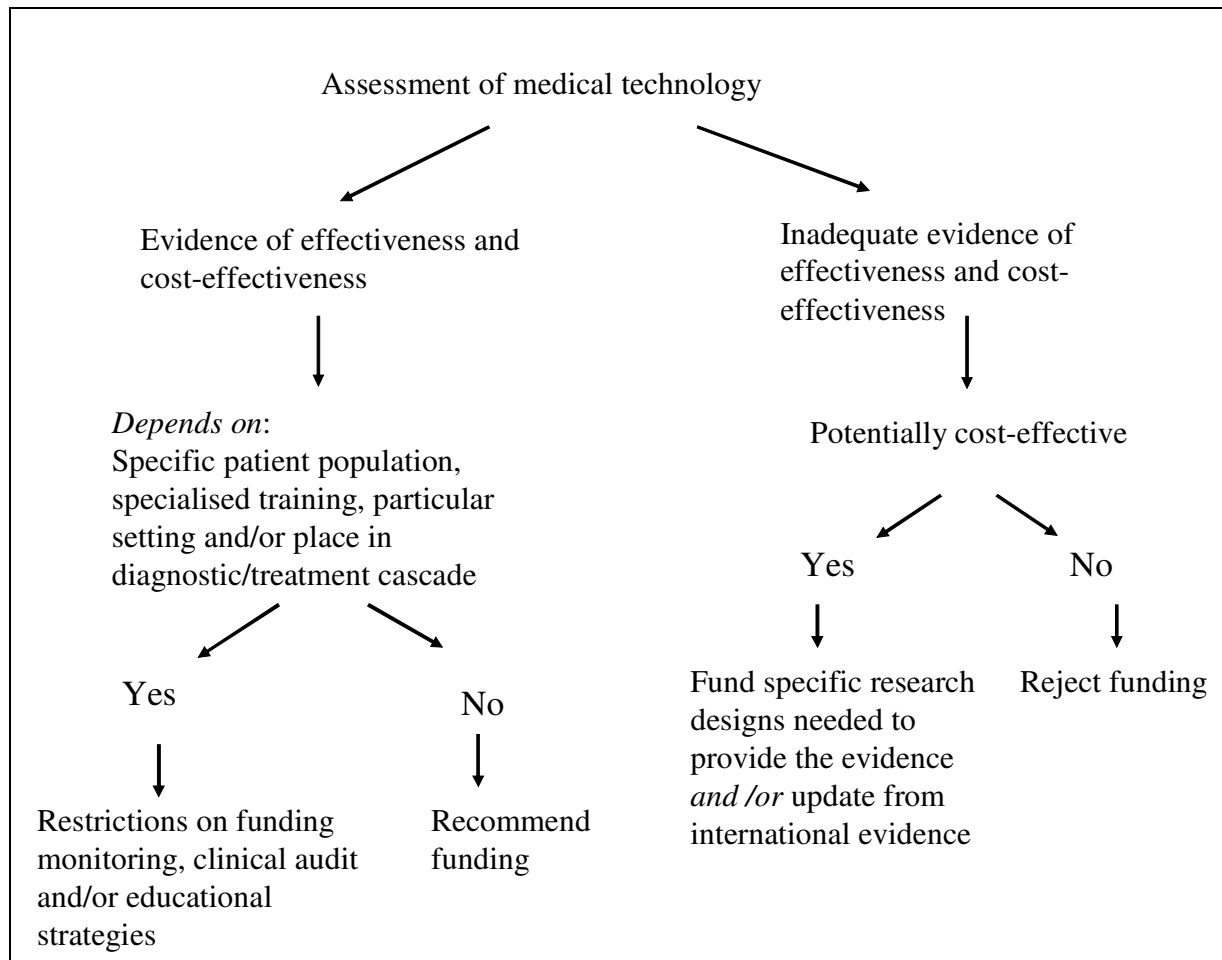 Assessment of medical technology
Evidence of effectiveness and
cost-effectiveness
Inadequate evidence of
effectiveness and cost-
effectiveness
Depends on:
Specific patient population,
specialised training, particular
setting and/or place in
diagnostic/treatment cascade
Potentially cost-effective
Yes
No
Yes
No
Restrictions on funding
monitoring, clinical audit
and/or educational
strategies
Recommend
funding
Fund specific research
designs needed to
provide the evidence
and /or update from
international evidence
Reject funding